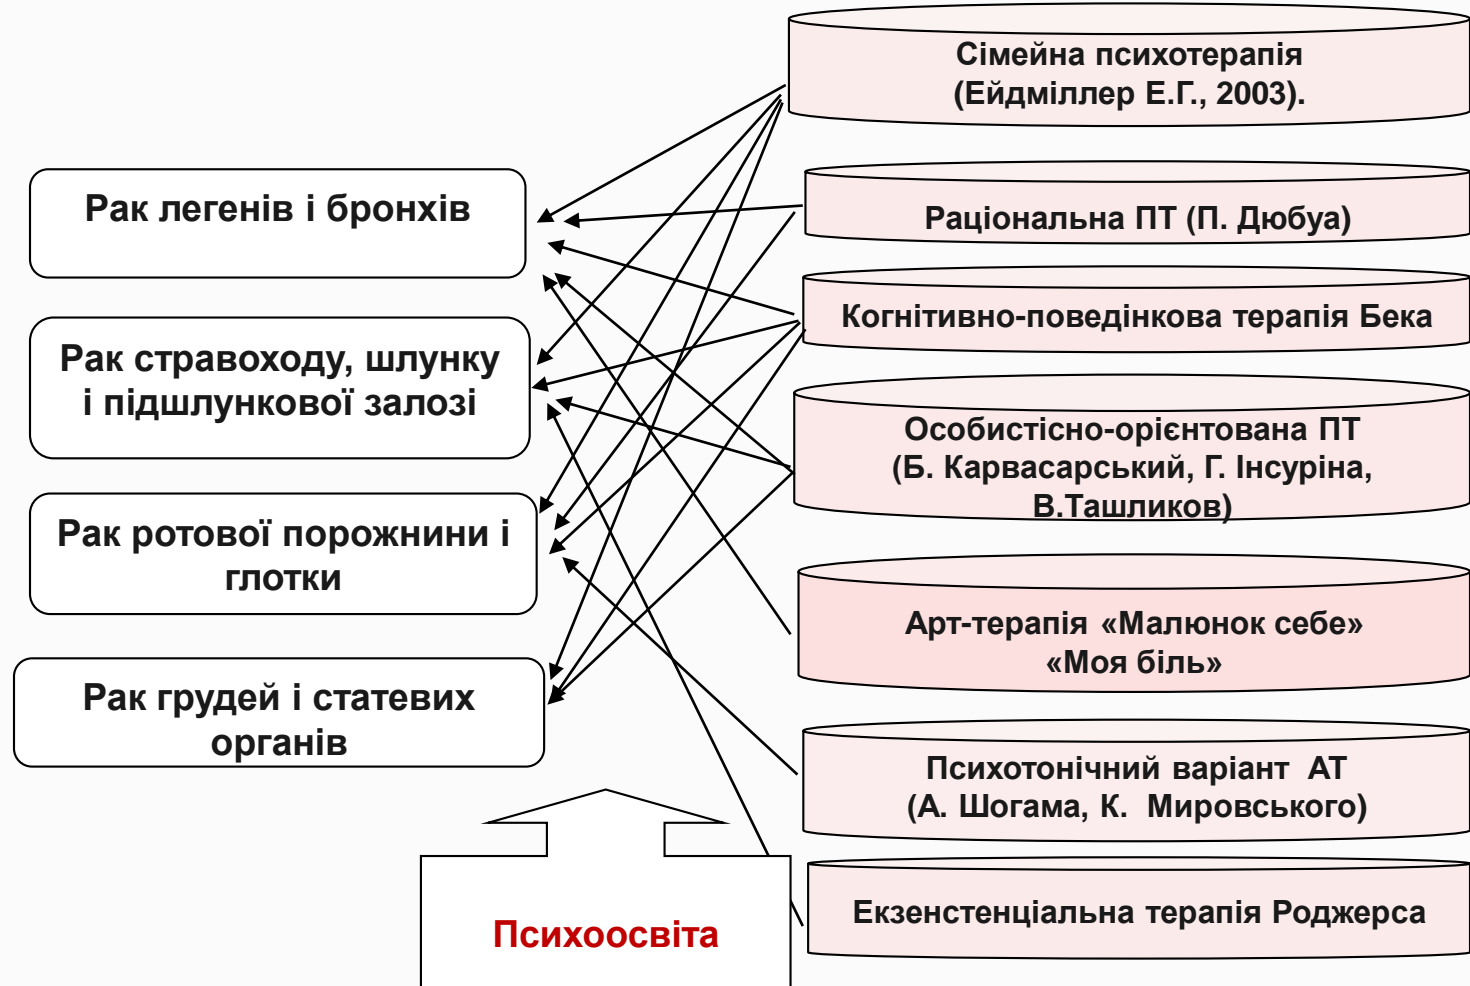 Сімейна психотерапія
(Ейдміллер Е.Г., 2003).
Рак легенів і бронхів
Раціональна ПТ (П. Дюбуа)
Когнітивно-поведінкова терапія Бека
Рак стравоходу, шлунку
і підшлункової залозі
Особистісно-орієнтована ПТ
(Б. Карвасарський, Г. Інсуріна,
В.Ташликов)
Рак ротової порожнини і
глотки
Арт-терапія «Малюнок себе»
«Моя біль»
Рак грудей і статевих
органів
Психотонічний варіант АТ
(А. Шогама, К. Мировського)
Екзенстенціальна терапія Роджерса
Психоосвіта